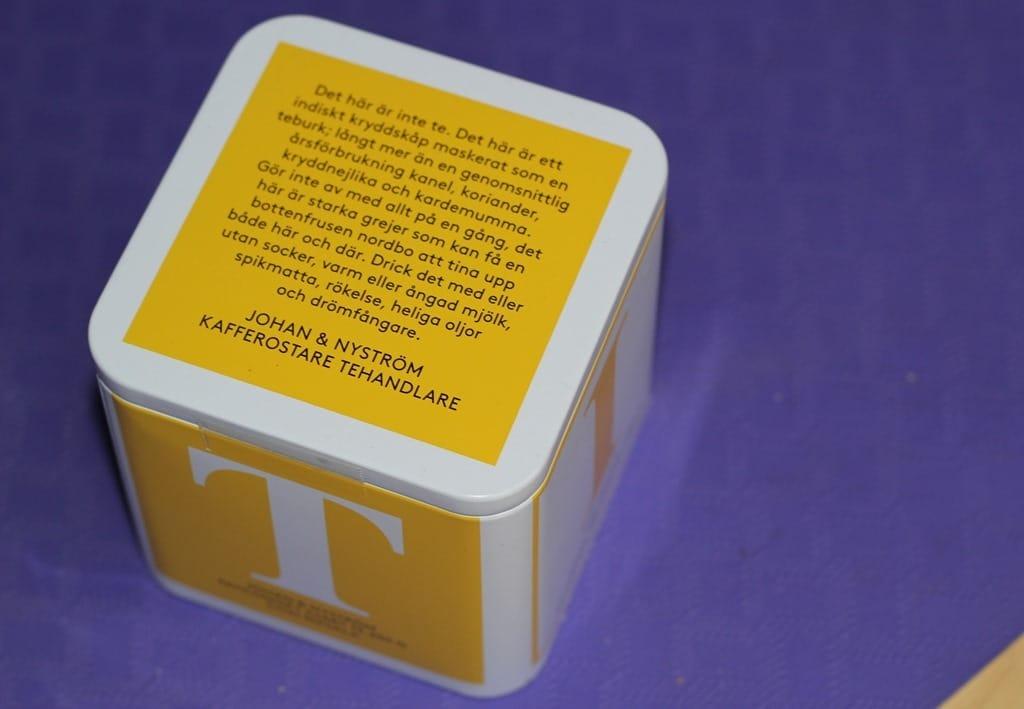 Det här är inte te. Det här är ett
indiskt kryddskåp maskerat som en
teburk; långt mer än en genomsnittlig
årsförbrukning kanel, koriander,
kryddnejlika och kardemumma.
Gör inte av med allt på en gång, det
här är starka grejer som kan få en
bottenfrusen nordbo att tina upp
både här och där. Drick det med eller
utan socker, varm eller ångad mjölk,
spikmatta, rökelse, heliga oljor
och drömfångare.
JOHAN & NYSTRÖM
KAFFEROSTARE TEHANDLARE
T
JOHAN & NYSTRÖM